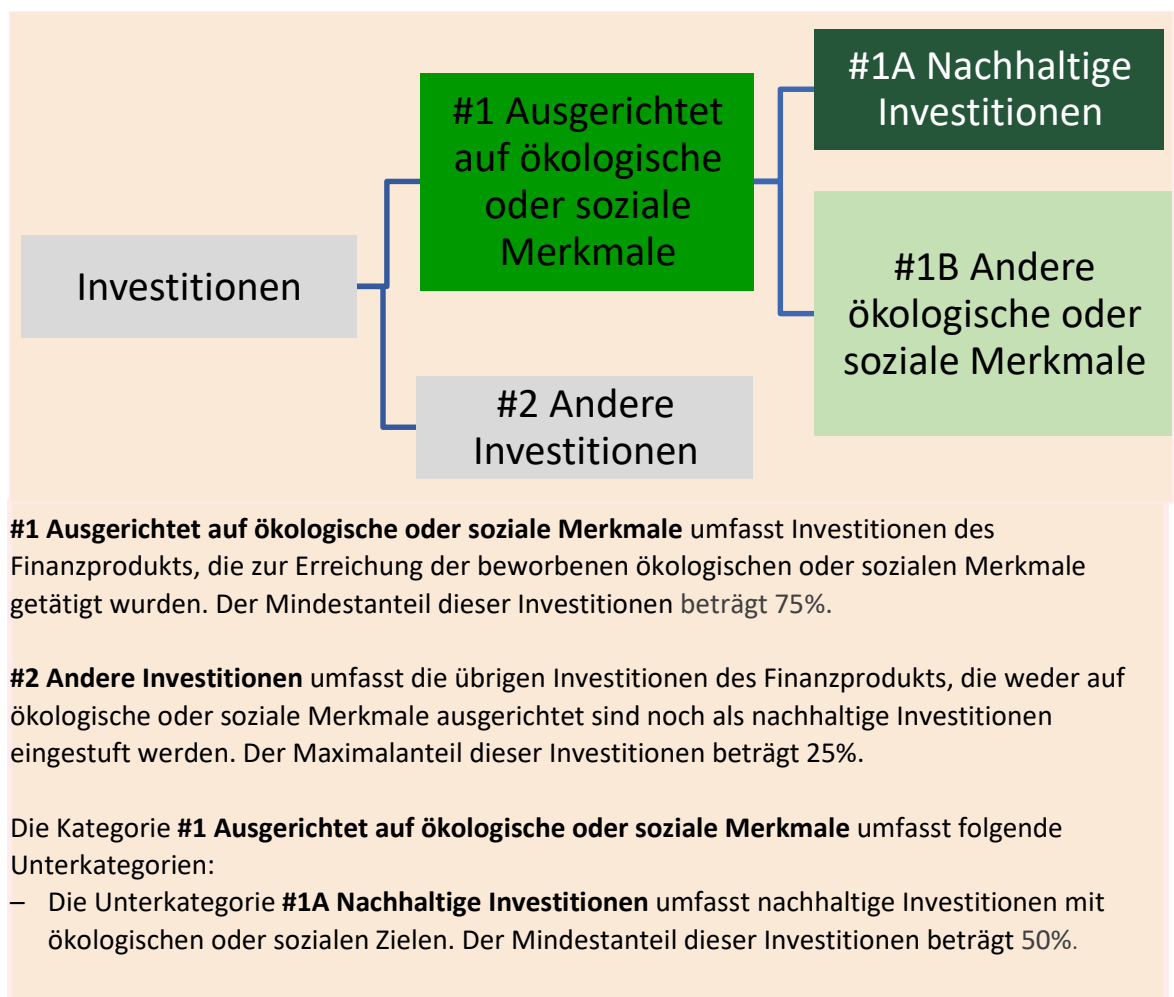 #1A Nachhaltige
Investitionen
#1 Ausgerichtet
auf ökologische
oder soziale
Merkmale
Investitionen
#1B Andere
ökologische oder
soziale Merkmale
#2 Andere
Investitionen
#1 Ausgerichtet auf ökologische oder soziale Merkmale umfasst Investitionen des
Finanzprodukts, die zur Erreichung der beworbenen ökologischen oder sozialen Merkmale
getätigt wurden. Der Mindestanteil dieser Investitionen beträgt 75%.
#2 Andere Investitionen umfasst die übrigen Investitionen des Finanzprodukts, die weder auf
ökologische oder soziale Merkmale ausgerichtet sind noch als nachhaltige Investitionen
eingestuft werden. Der Maximalanteil dieser Investitionen beträgt 25%.
Die Kategorie #1 Ausgerichtet auf ökologische oder soziale Merkmale umfasst folgende
Unterkategorien:
– Die Unterkategorie #1A Nachhaltige Investitionen umfasst nachhaltige Investitionen mit
ökologischen oder sozialen Zielen. Der Mindestanteil dieser Investitionen beträgt 50%.